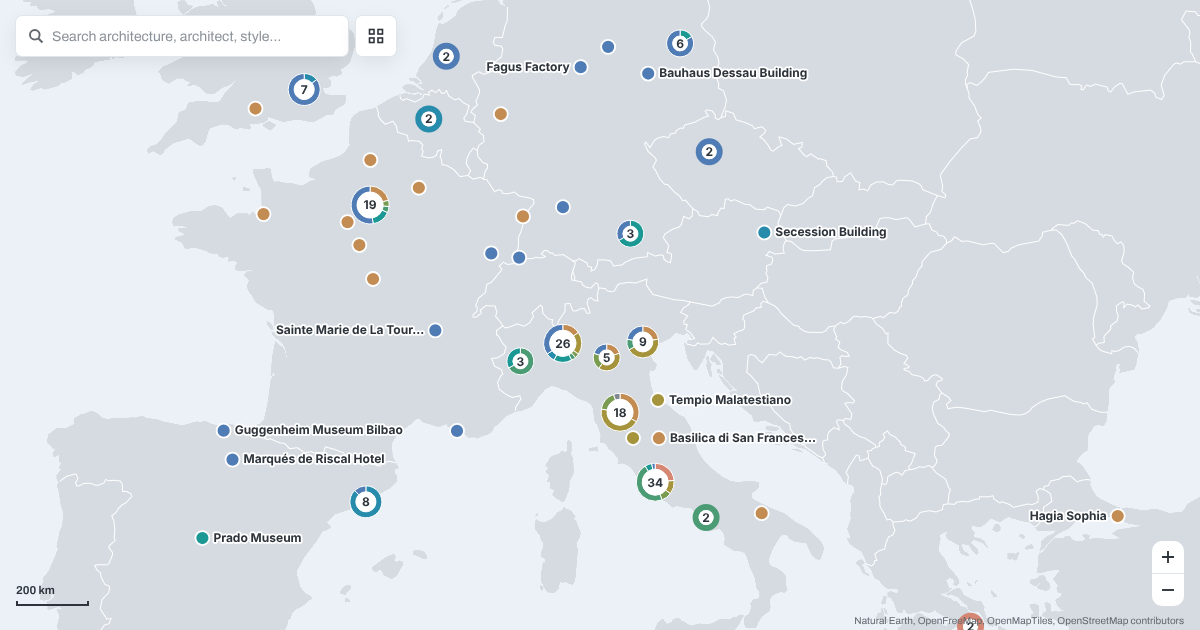 Search architecture, architect, style...
6
2
Fagus Factory
Bauhaus Dessau Building
7
2
2
19
3
Secession Building
Sainte Marie de La Tour...
26
9
5
3
Tempio Malatestiano
18
Guggenheim Museum Bilbao
Basilica di San Frances...
Marqués de Riscal Hotel
34
8
2
Hagia Sophia
Prado Museum
200 km
2
Natural Earth, OpenFreeMap, OpenMapTiles, OpenStreetMap contributors